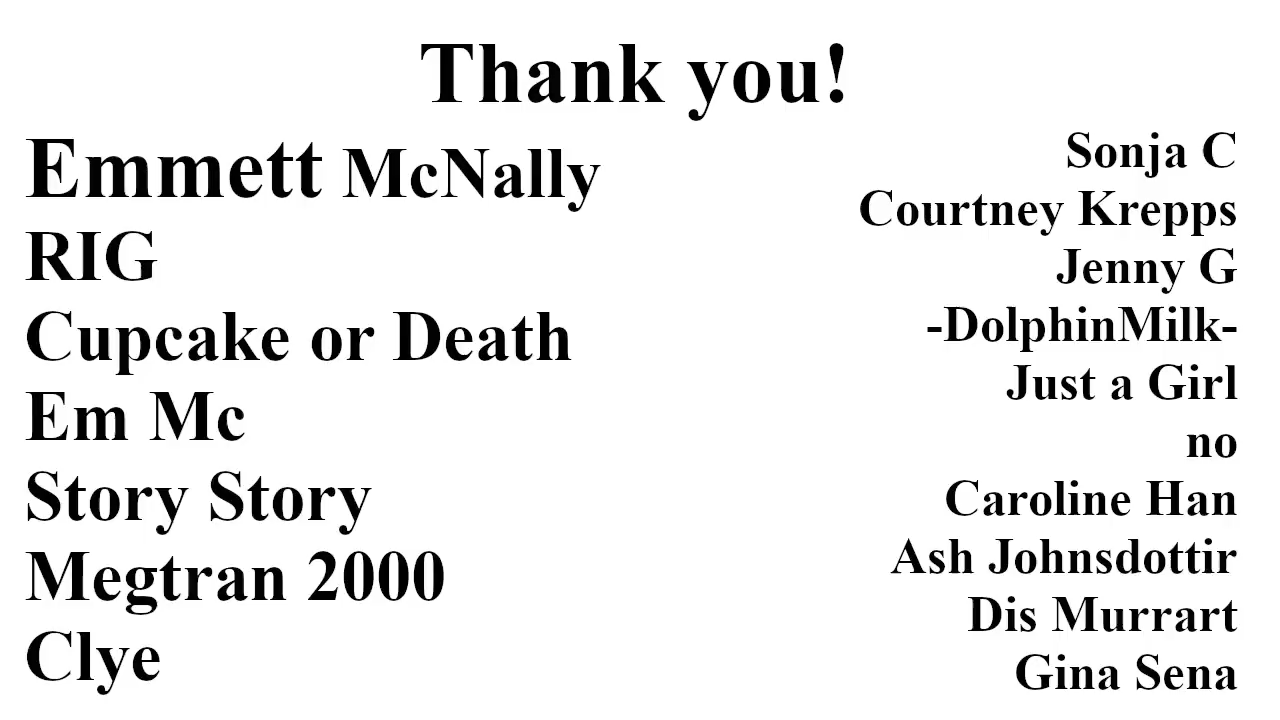 Thank you!
Emmett McNally
RIG
Cupcake or Death
Em Mc
Story Story
Megtran 2000
Clye
Sonja C
Courtney Krepps
Jenny G
-DolphinMilk-
Just a Girl
no
Caroline Han
Ash Johnsdottir
Dis Murrart
Gina Sena